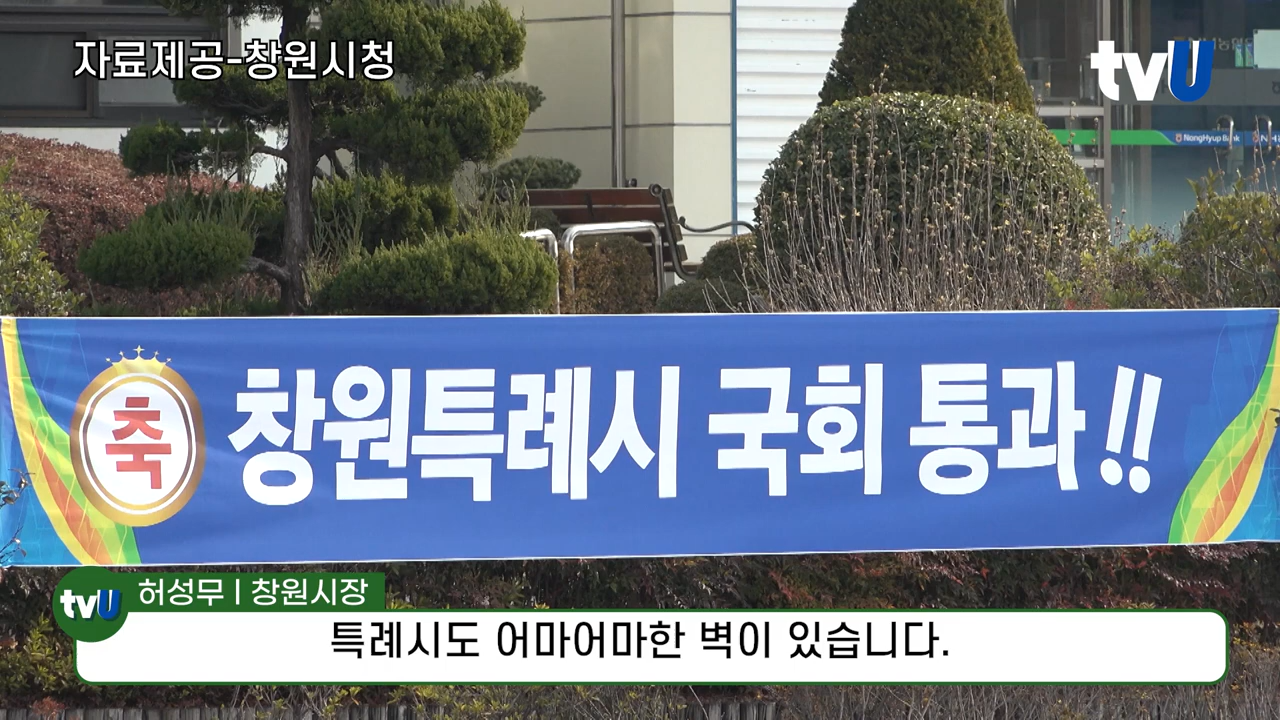 자료제공-창원시청
tvU
NongHyup Bank
축
창원특례시 국회 통과!!
tvU
허성무 | 창원시장
특례시도 어마어마한 벽이 있습니다.